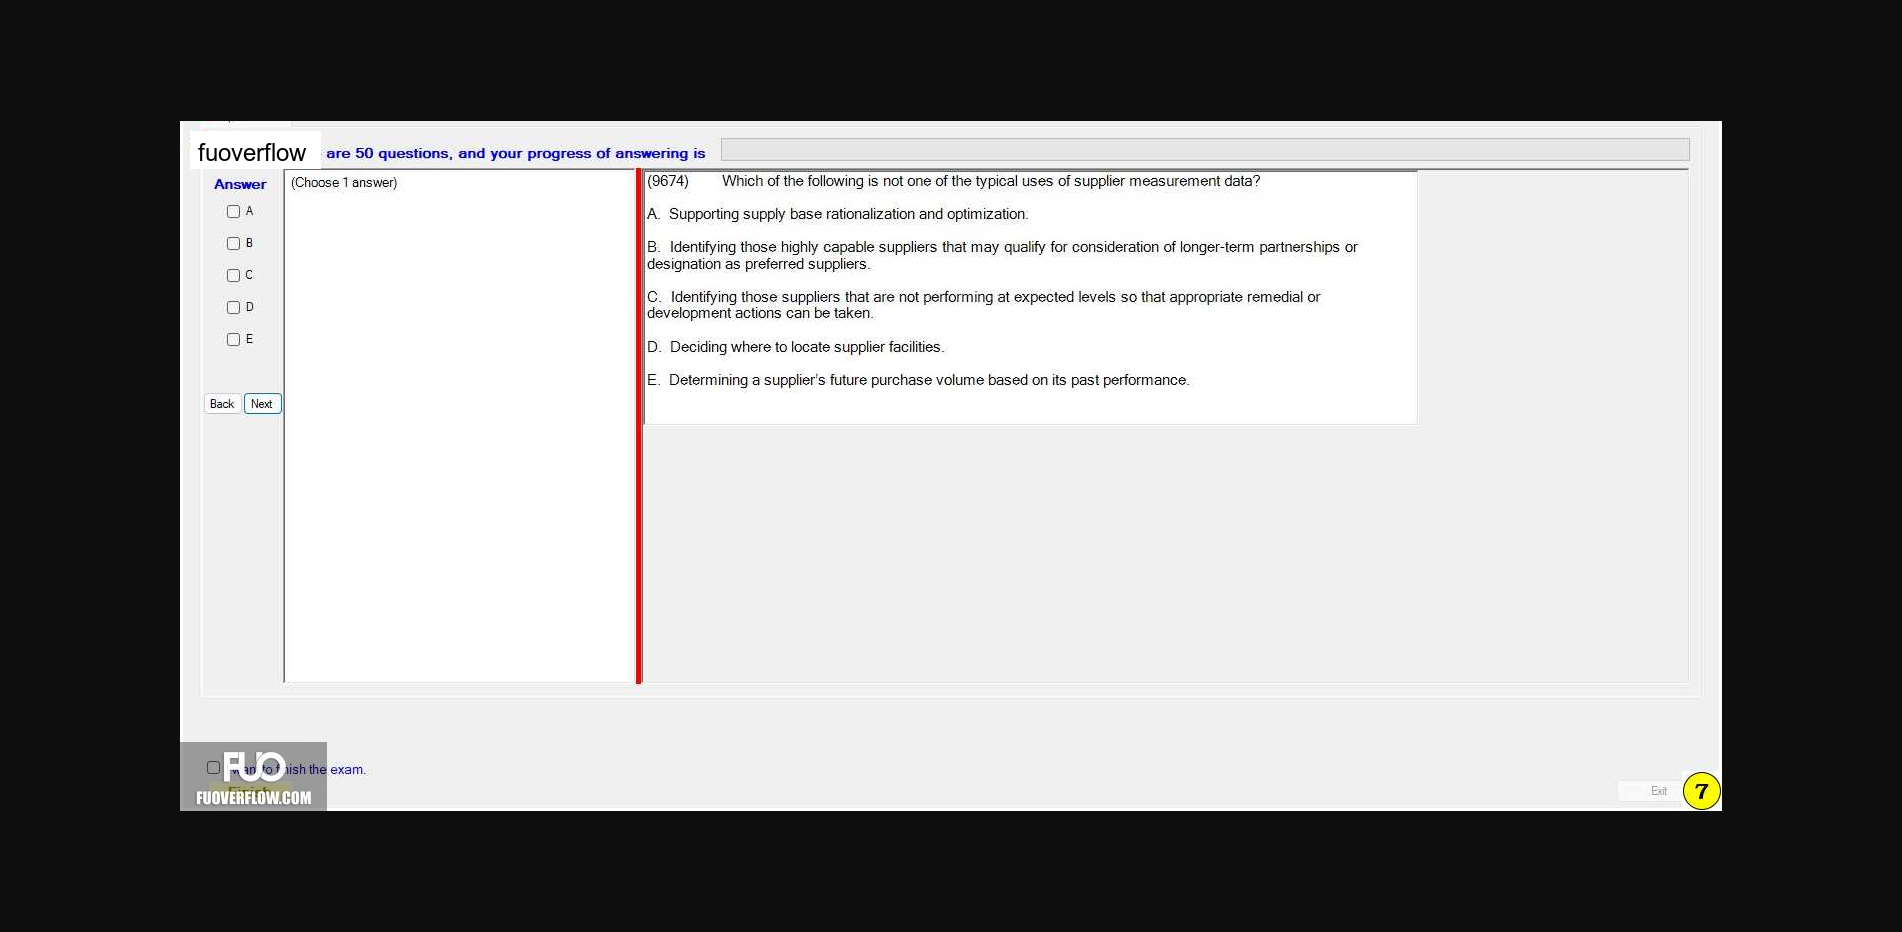 fuoverflow are 50 questions, and your progress of answering is
Answer
(Choose 1 answer)
A
B
C
D
E
Back Next
(9674) Which of the following is not one of the typical uses of supplier measurement data?
A. Supporting supply base rationalization and optimization.
B. Identifying those highly capable suppliers that may qualify for consideration of longer-term partnerships or
designation as preferred suppliers.
C. Identifying those suppliers that are not performing at expected levels so that appropriate remedial or
development actions can be taken.
D. Deciding where to locate supplier facilities.
E. Determining a supplier's future purchase volume based on its past performance.
want to finish the exam.
Finish
FUO
FUOVERFLOW.COM
Exit
7